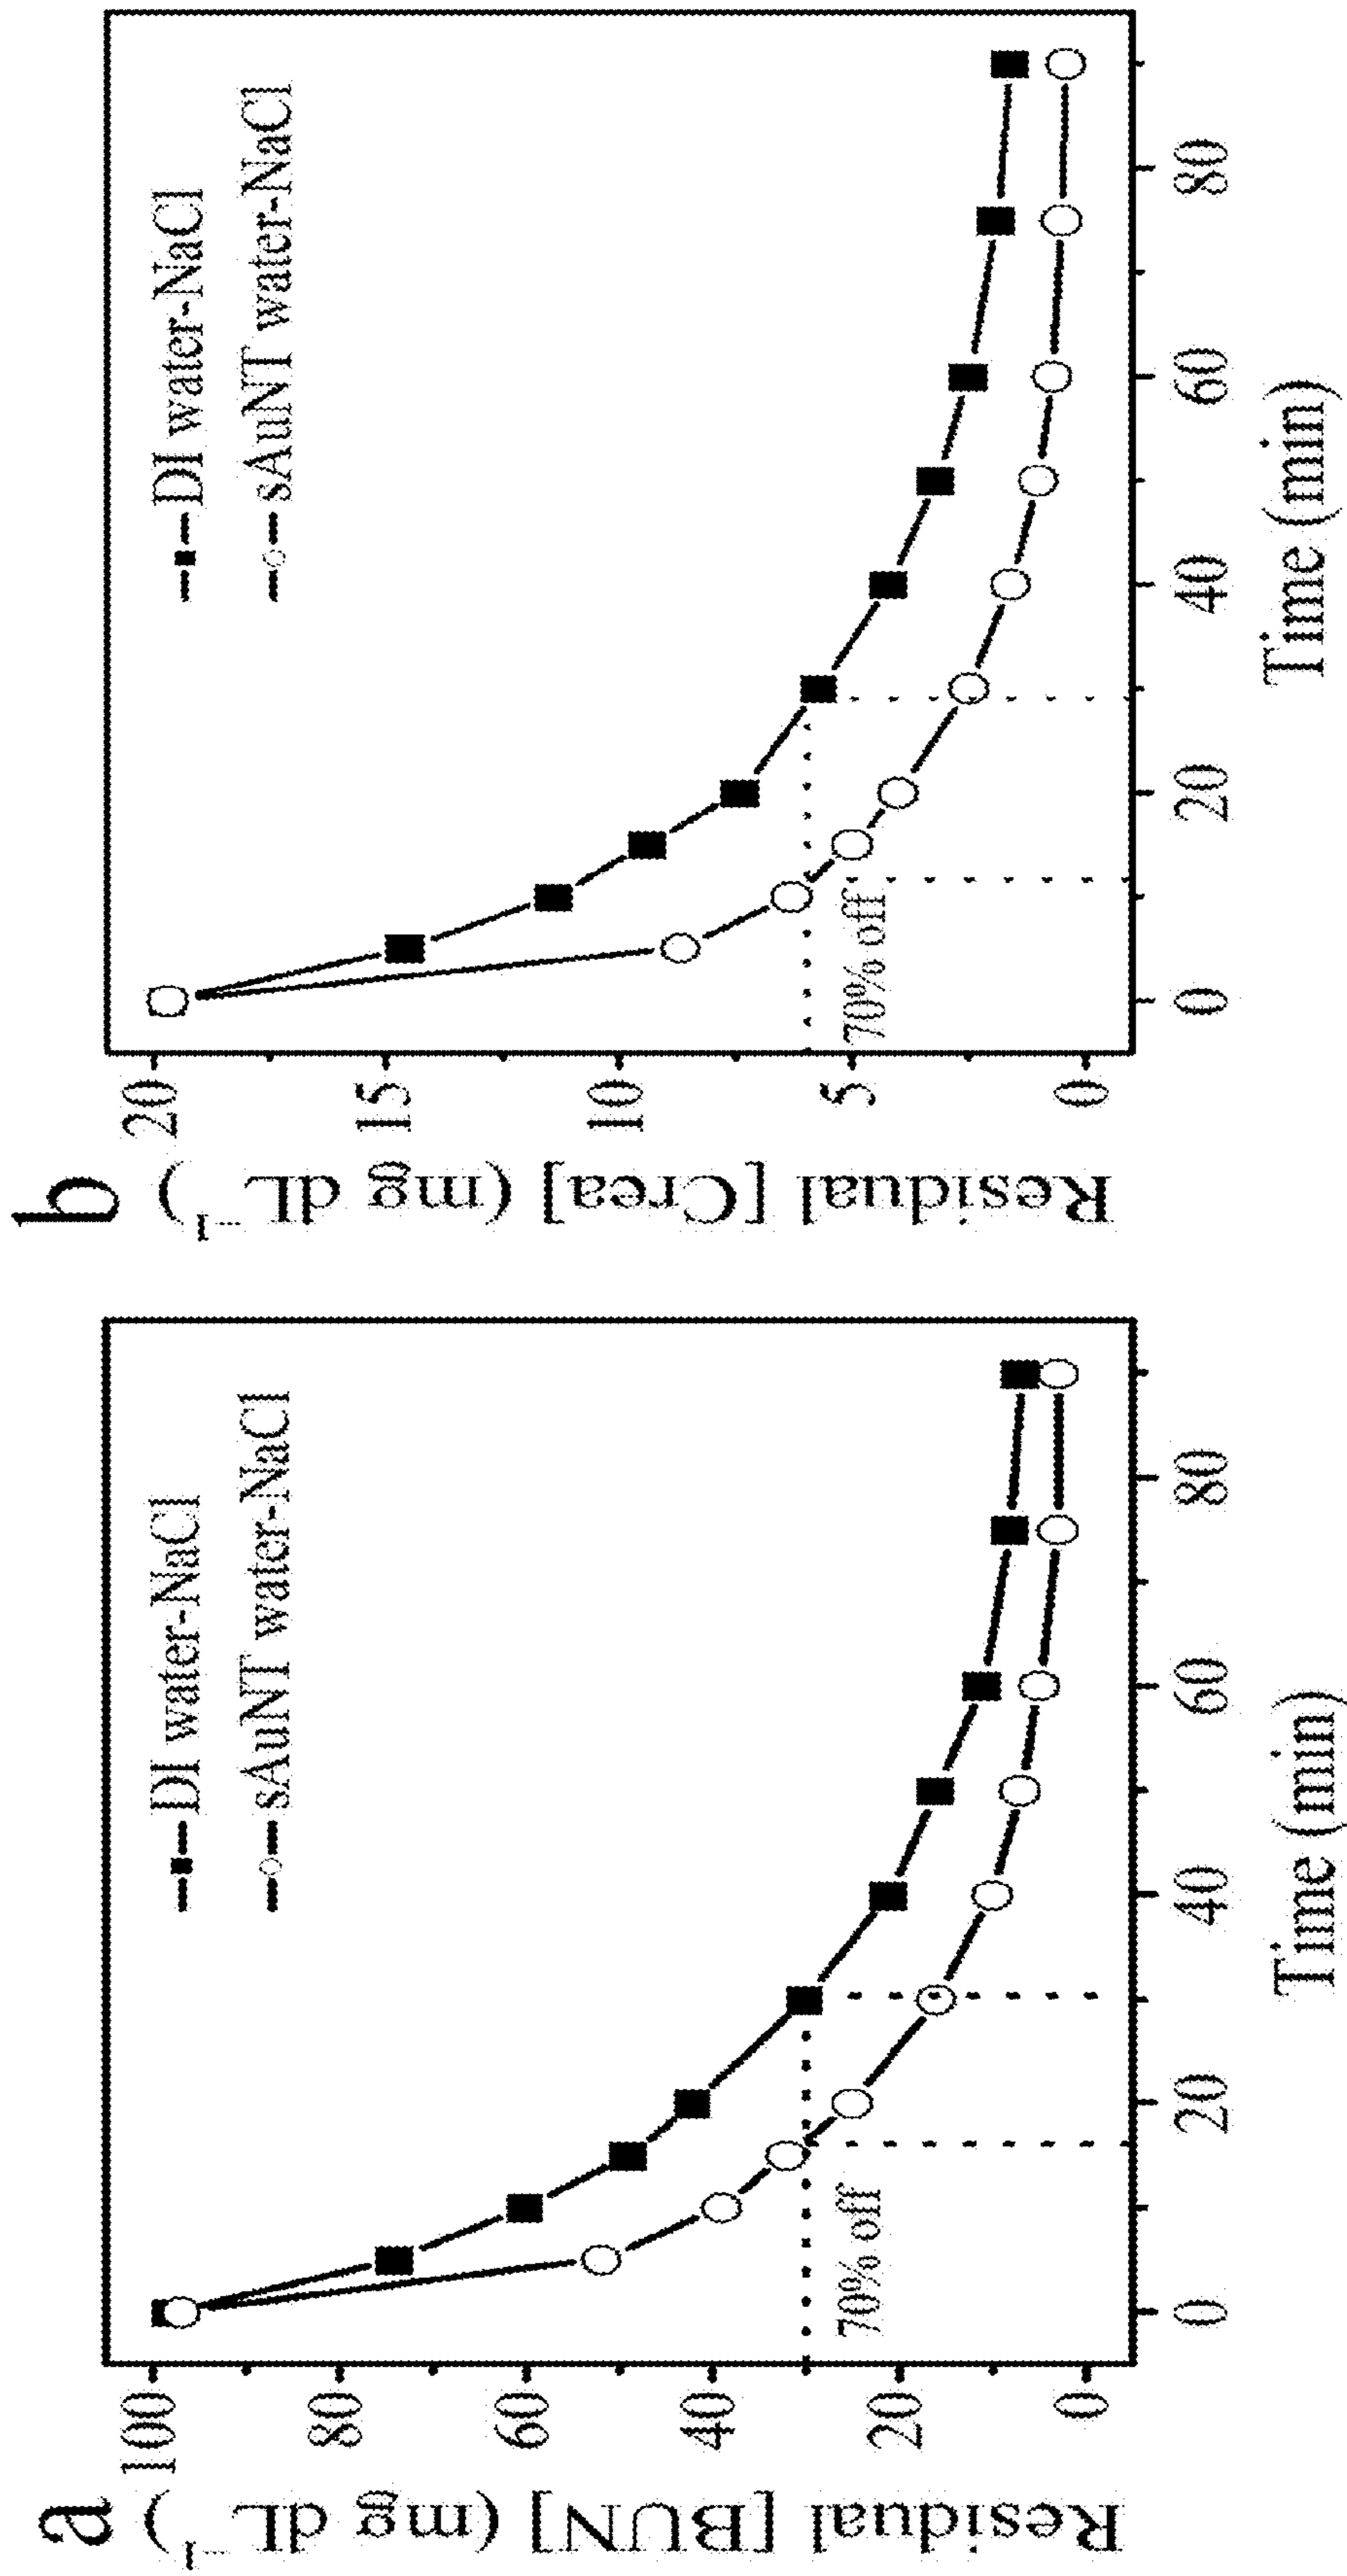 a
Residual [BUN] (mg dL⁻¹)
100
80
60
40
20
0
DI water-NaCl
sAuNT water-NaCl
70% off
0
20
40
60
80
Time (min)
b
Residual [Crea] (mg dL⁻¹)
20
15
10
5
0
DI water-NaCl
sAuNT water-NaCl
70% off
0
20
40
60
80
Time (min)